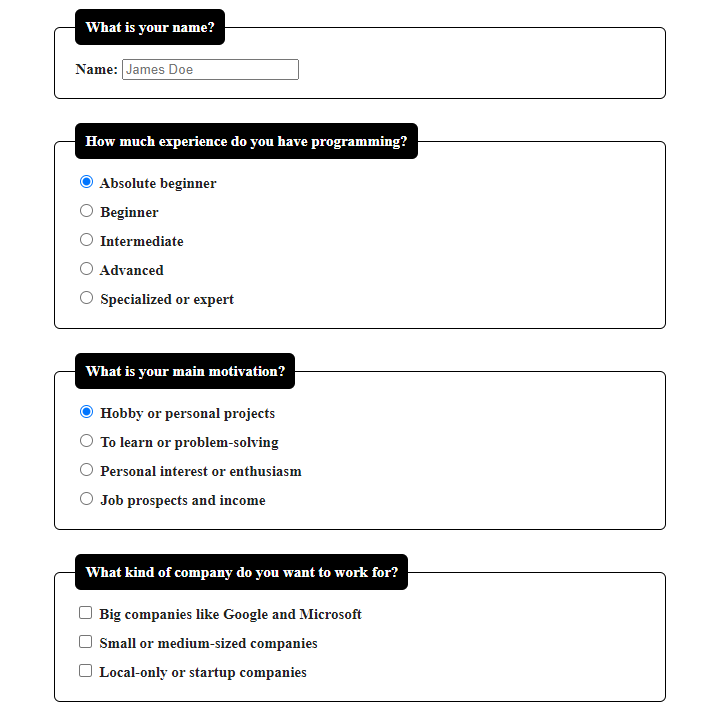 What is your name?
Name: James Doe
How much experience do you have programming?
Absolute beginner
Beginner
Intermediate
Advanced
Specialized or expert
What is your main motivation?
Hobby or personal projects
To learn or problem-solving
Personal interest or enthusiasm
Job prospects and income
What kind of company do you want to work for?
Big companies like Google and Microsoft
Small or medium-sized companies
Local-only or startup companies